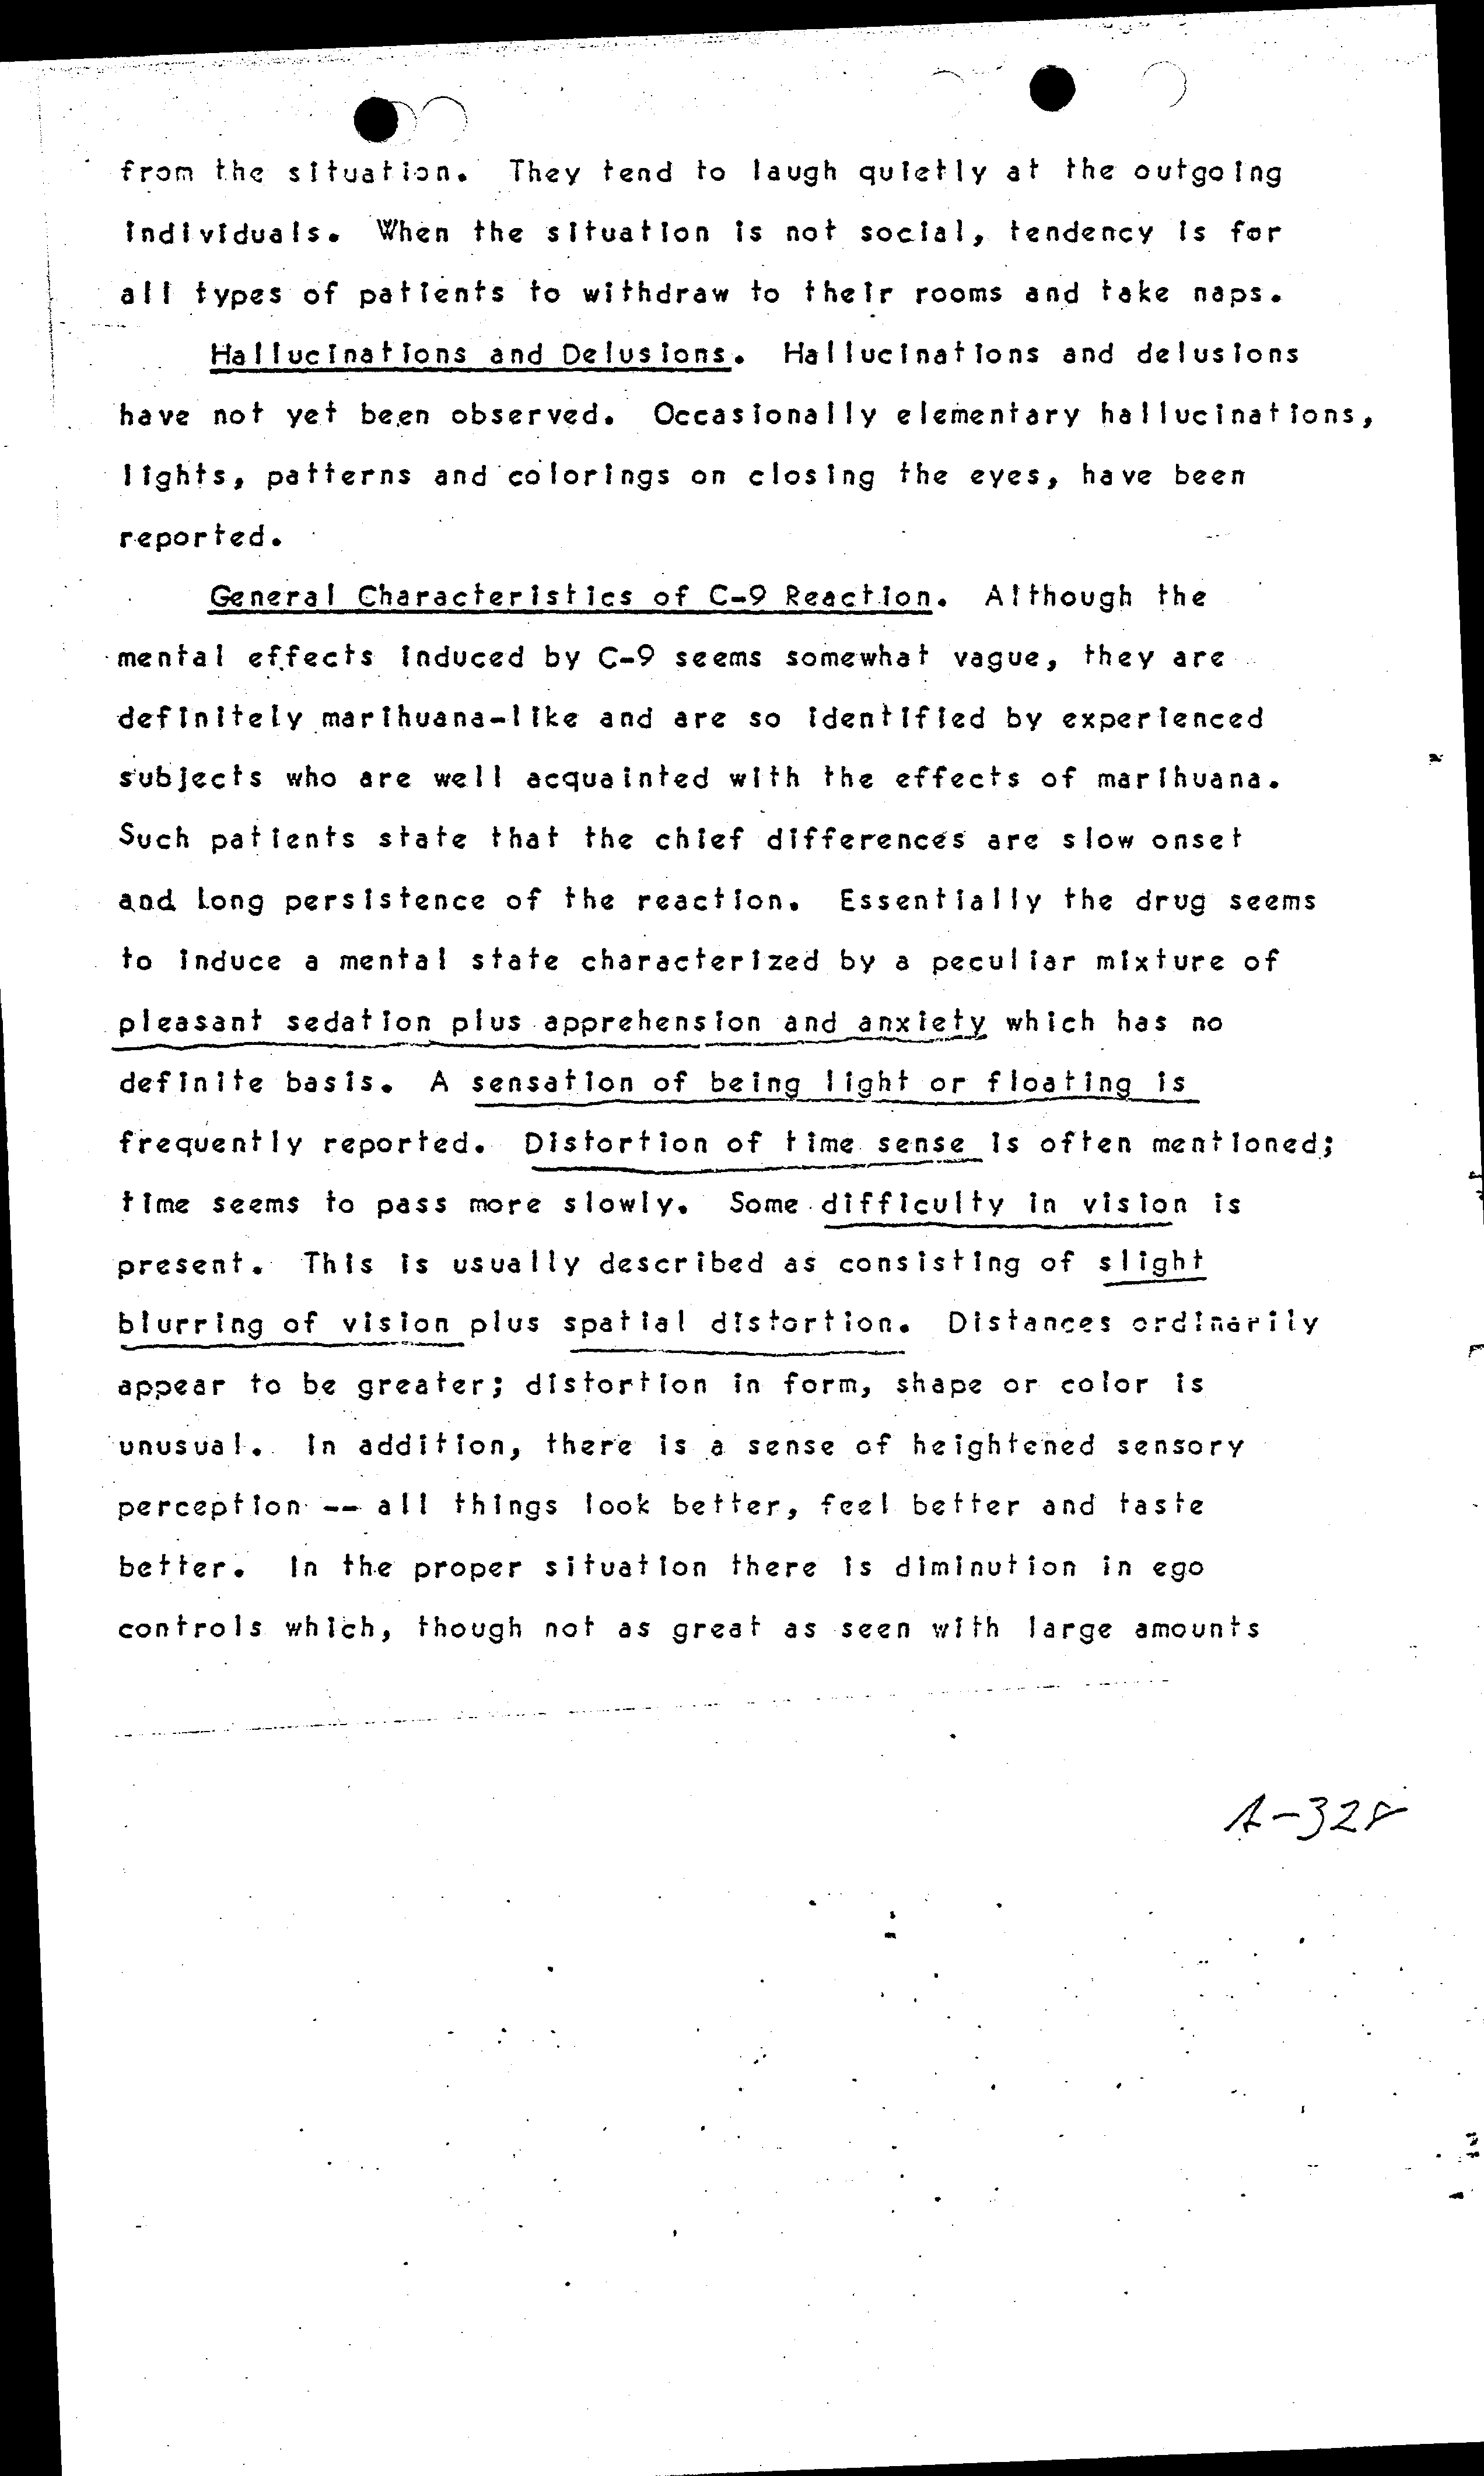 from the situation. They tend to laugh quietly at the outgoing
individuals. When the situation is not social, tendency is for
all types of patients to withdraw to their rooms and take naps.
Hallucinations and Delusions. Hallucinations and delusions
have not yet been observed. Occasionally elementary hallucinations,
lights, patterns and colorings on closing the eyes, have been
reported.
General Characteristics of C-9 Reaction. Although the
mental effects induced by C-9 seems somewhat vague, they are
definitely marihuana-like and are so identified by experienced
subjects who are well acquainted with the effects of marihuana.
Such patients state that the chief differences are slow onset
and long persistence of the reaction. Essentially the drug seems
to induce a mental state characterized by a peculiar mixture of
pleasant sedation plus apprehension and anxiety which has no
definite basis. A sensation of being light or floating is
frequently reported. Distortion of time sense is often mentioned;
time seems to pass more slowly. Some difficulty in vision is
present. This is usually described as consisting of slight
blurring of vision plus spatial distortion. Distances ordinarily
appear to be greater; distortion in form, shape or color is
unusual. In addition, there is a sense of heightened sensory
perception -- all things look better, feel better and taste
better. In the proper situation there is diminution in ego
controls which, though not as great as seen with large amounts
A-328